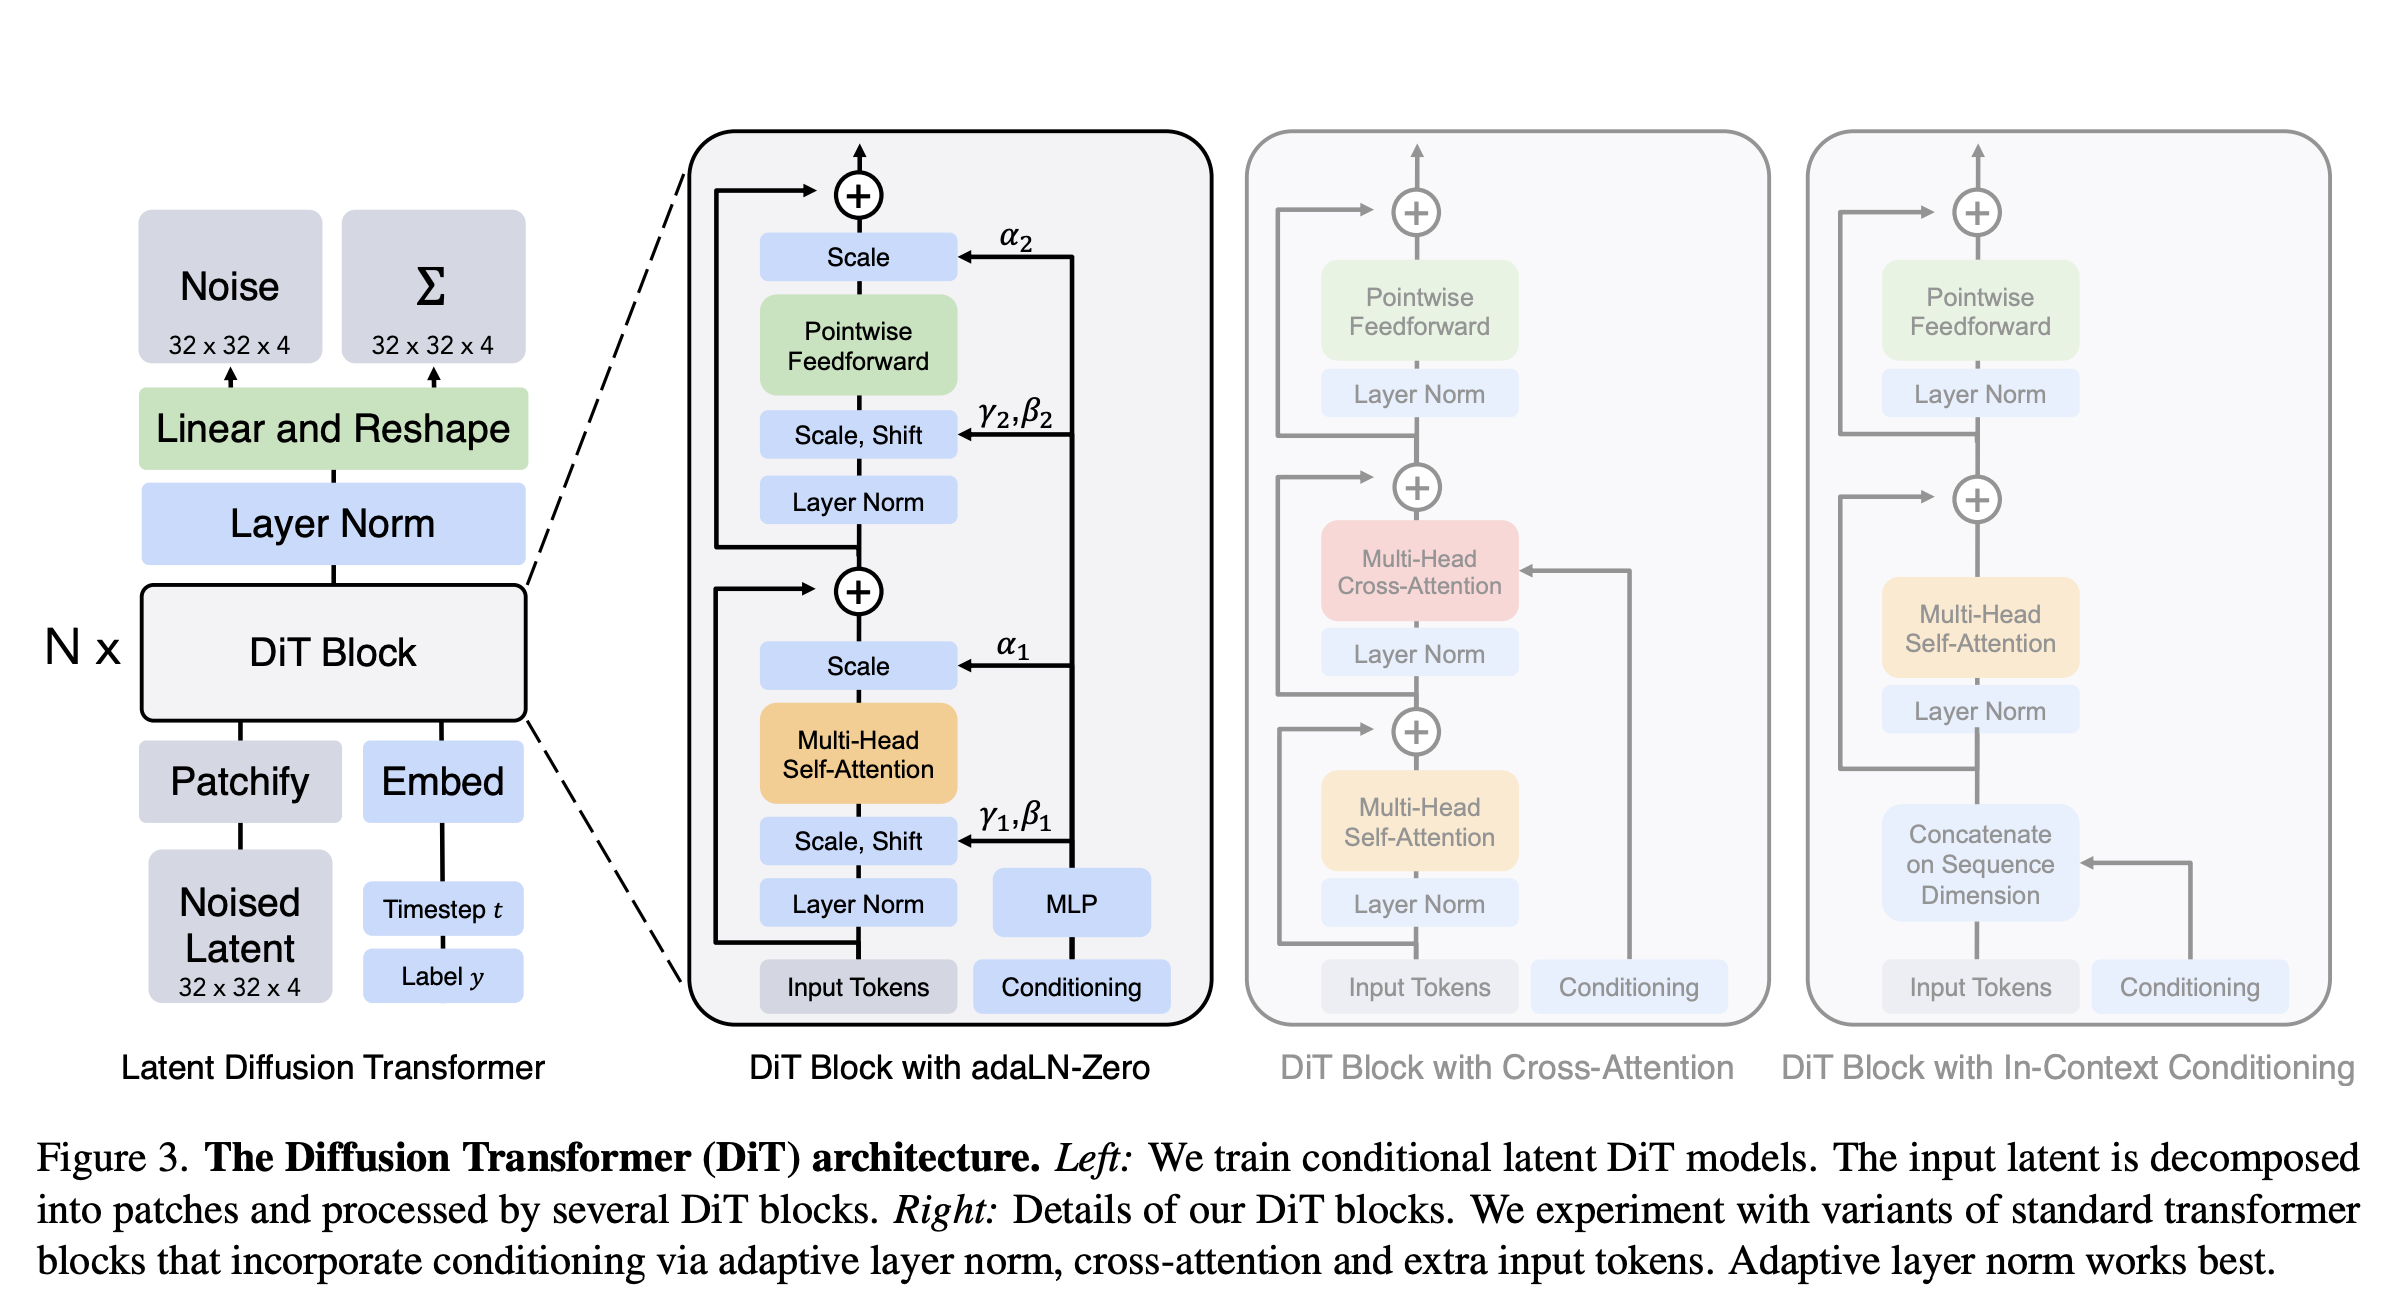 Noise
32 x 32 x 4
Σ
32 x 32 x 4
Linear and Reshape
Layer Norm
N x
DiT Block
Patchify
Embed
Noised
Latent
32 x 32 x 4
Timestep t
Label y
Latent Diffusion Transformer
Scale
α₂
Pointwise
Feedforward
Scale, Shift
γ₂,β₂
Layer Norm
Scale
α₁
Multi-Head
Self-Attention
Scale, Shift
γ₁,β₁
Layer Norm
MLP
Input Tokens
Conditioning
DiT Block with adaLN-Zero
Pointwise
Feedforward
Layer Norm
Multi-Head
Cross-Attention
Layer Norm
Multi-Head
Self-Attention
Layer Norm
Input Tokens
Conditioning
DiT Block with Cross-Attention
Pointwise
Feedforward
Layer Norm
Multi-Head
Self-Attention
Layer Norm
Concatenate
on Sequence
Dimension
Input Tokens
Conditioning
DiT Block with In-Context Conditioning
Figure 3. The Diffusion Transformer (DiT) architecture. Left: We train conditional latent DiT models. The input latent is decomposed
into patches and processed by several DiT blocks. Right: Details of our DiT blocks. We experiment with variants of standard transformer
blocks that incorporate conditioning via adaptive layer norm, cross-attention and extra input tokens. Adaptive layer norm works best.